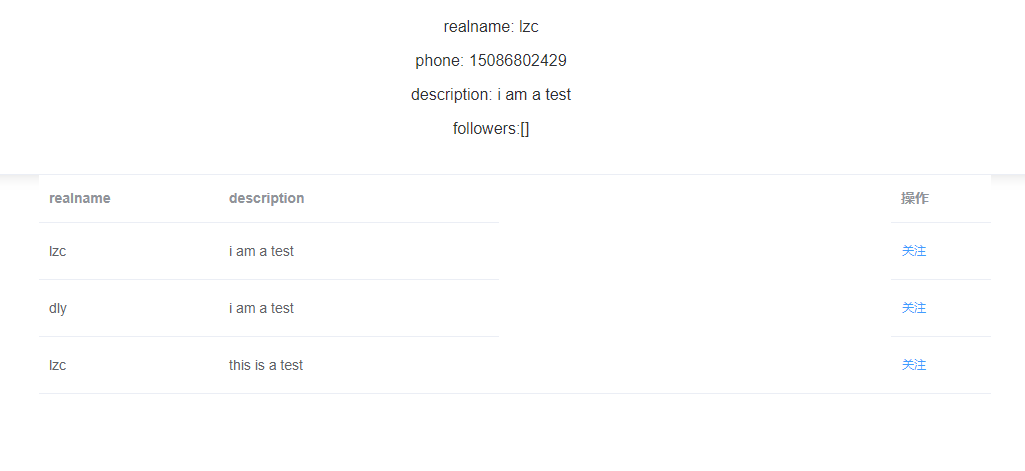 realname: lzc
phone: 15086802429
description: i am a test
followers:[]
realname description 操作
lzc i am a test 关注
dly i am a test 关注
lzc this is a test 关注